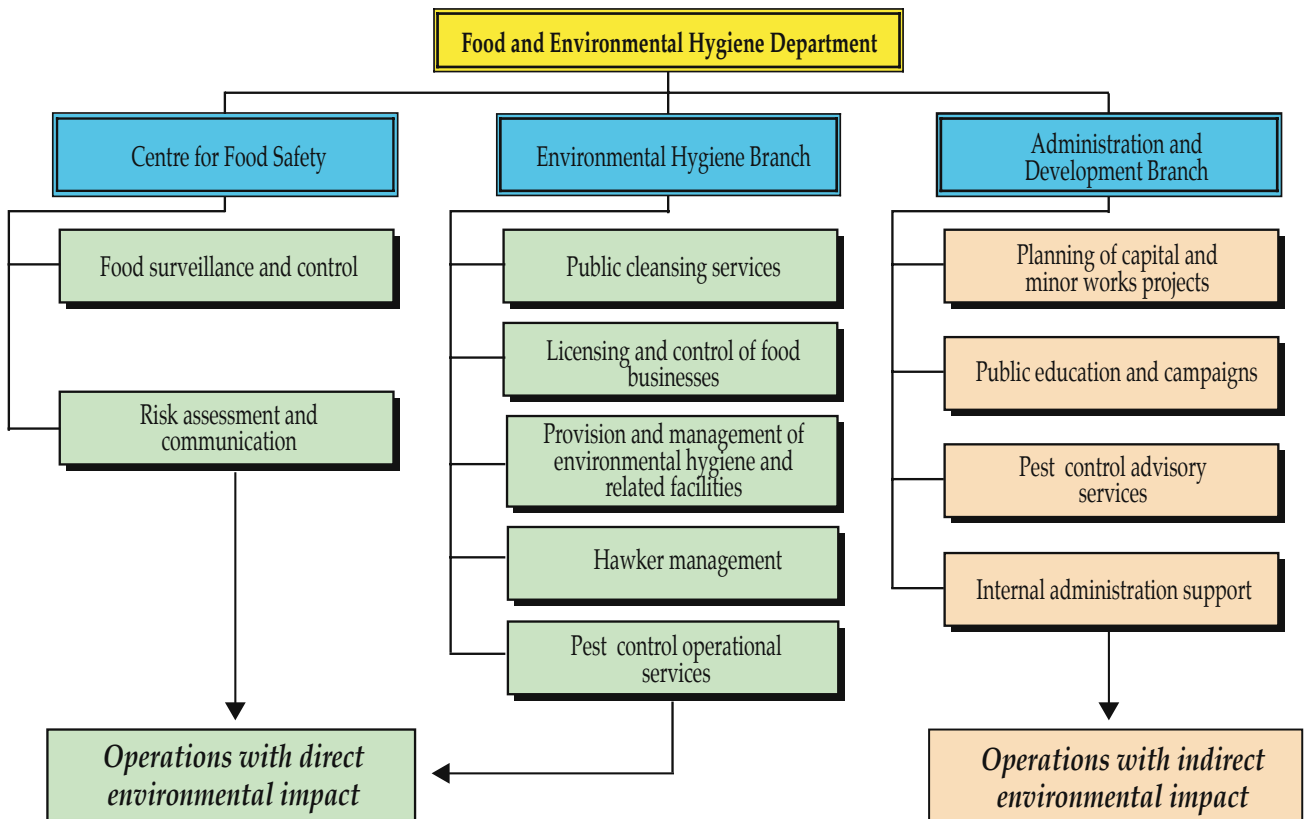 Food and Environmental Hygiene Department
Centre for Food Safety
Environmental Hygiene Branch
Administration and
Development Branch
Food surveillance and control
Risk assessment and
communication
Public cleansing services
Licensing and control of food
businesses
Provision and management of
environmental hygiene and
related facilities
Hawker management
Pest control operational
services
Planning of capital and
minor works projects
Public education and campaigns
Pest control advisory
services
Internal administration support
Operations with direct
environmental impact
Operations with indirect
environmental impact